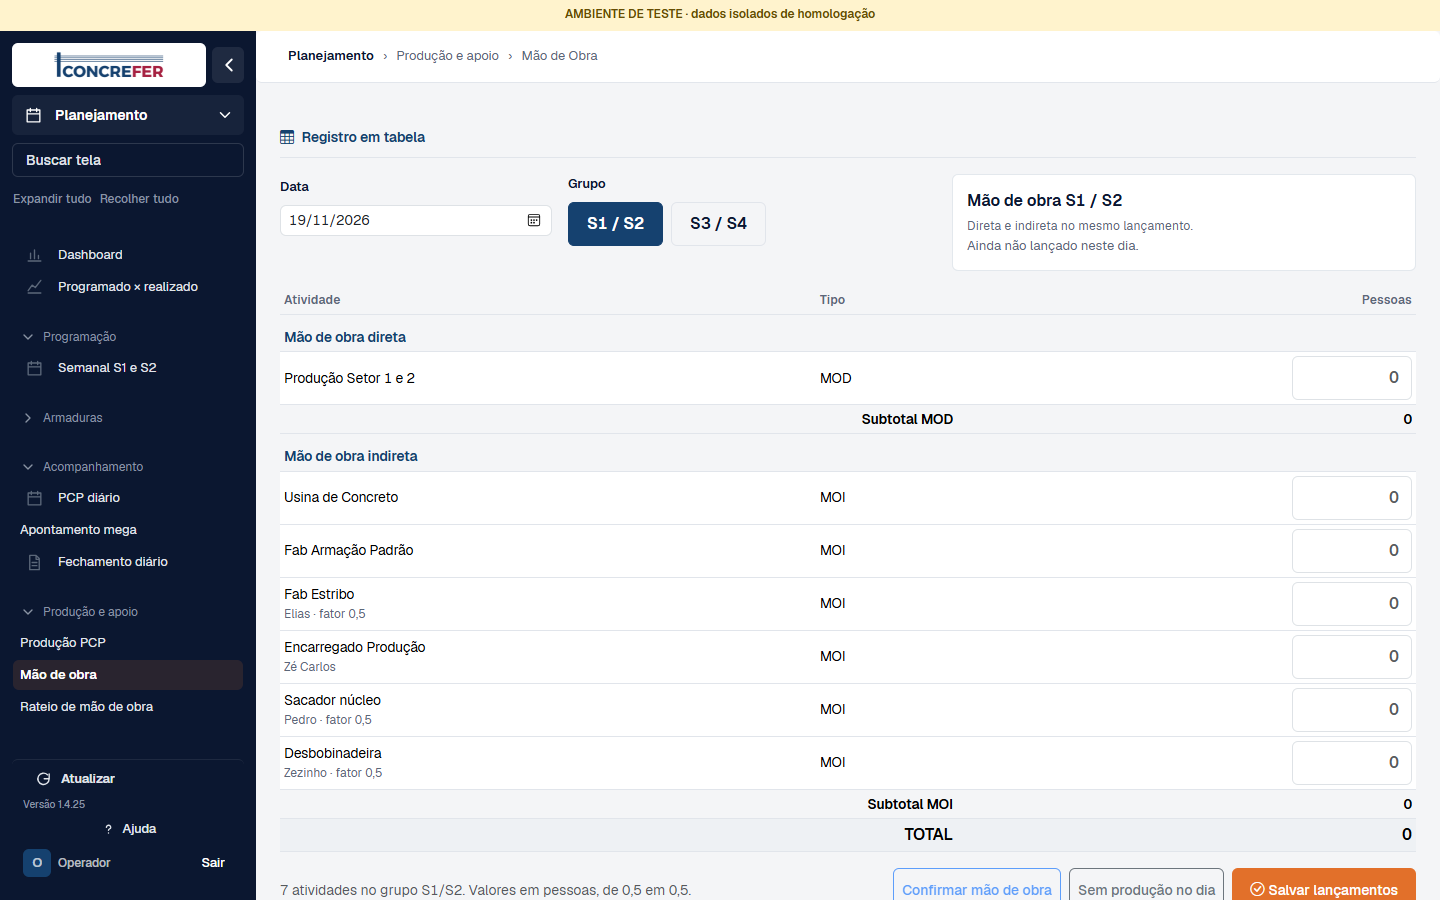 AMBIENTE DE TESTE · dados isolados de homologação
CONCREFER
Planejamento
Buscar tela
Expandir tudo Recolher tudo
Dashboard
Programado × realizado
Programação
Semanal S1 e S2
Armaduras
Acompanhamento
PCP diário
Apontamento mega
Fechamento diário
Produção e apoio
Produção PCP
Mão de obra
Rateio de mão de obra
Atualizar
Versão 1.4.25
? Ajuda
O Operador Sair
Planejamento › Produção e apoio › Mão de Obra
Registro em tabela
Data
19/11/2026
Grupo
S1 / S2 S3 / S4
Mão de obra S1 / S2
Direta e indireta no mesmo lançamento.
Ainda não lançado neste dia.
Atividade Tipo Pessoas
Mão de obra direta
Produção Setor 1 e 2 MOD 0
Subtotal MOD 0
Mão de obra indireta
Usina de Concreto MOI 0
Fab Armação Padrão MOI 0
Fab Estribo MOI 0
Elias · fator 0,5
Encarregado Produção MOI 0
Zé Carlos
Sacador núcleo MOI 0
Pedro · fator 0,5
Desbobinadeira MOI 0
Zezinho · fator 0,5
Subtotal MOI 0
TOTAL 0
7 atividades no grupo S1/S2. Valores em pessoas, de 0,5 em 0,5.
Confirmar mão de obra Sem produção no dia Salvar lançamentos